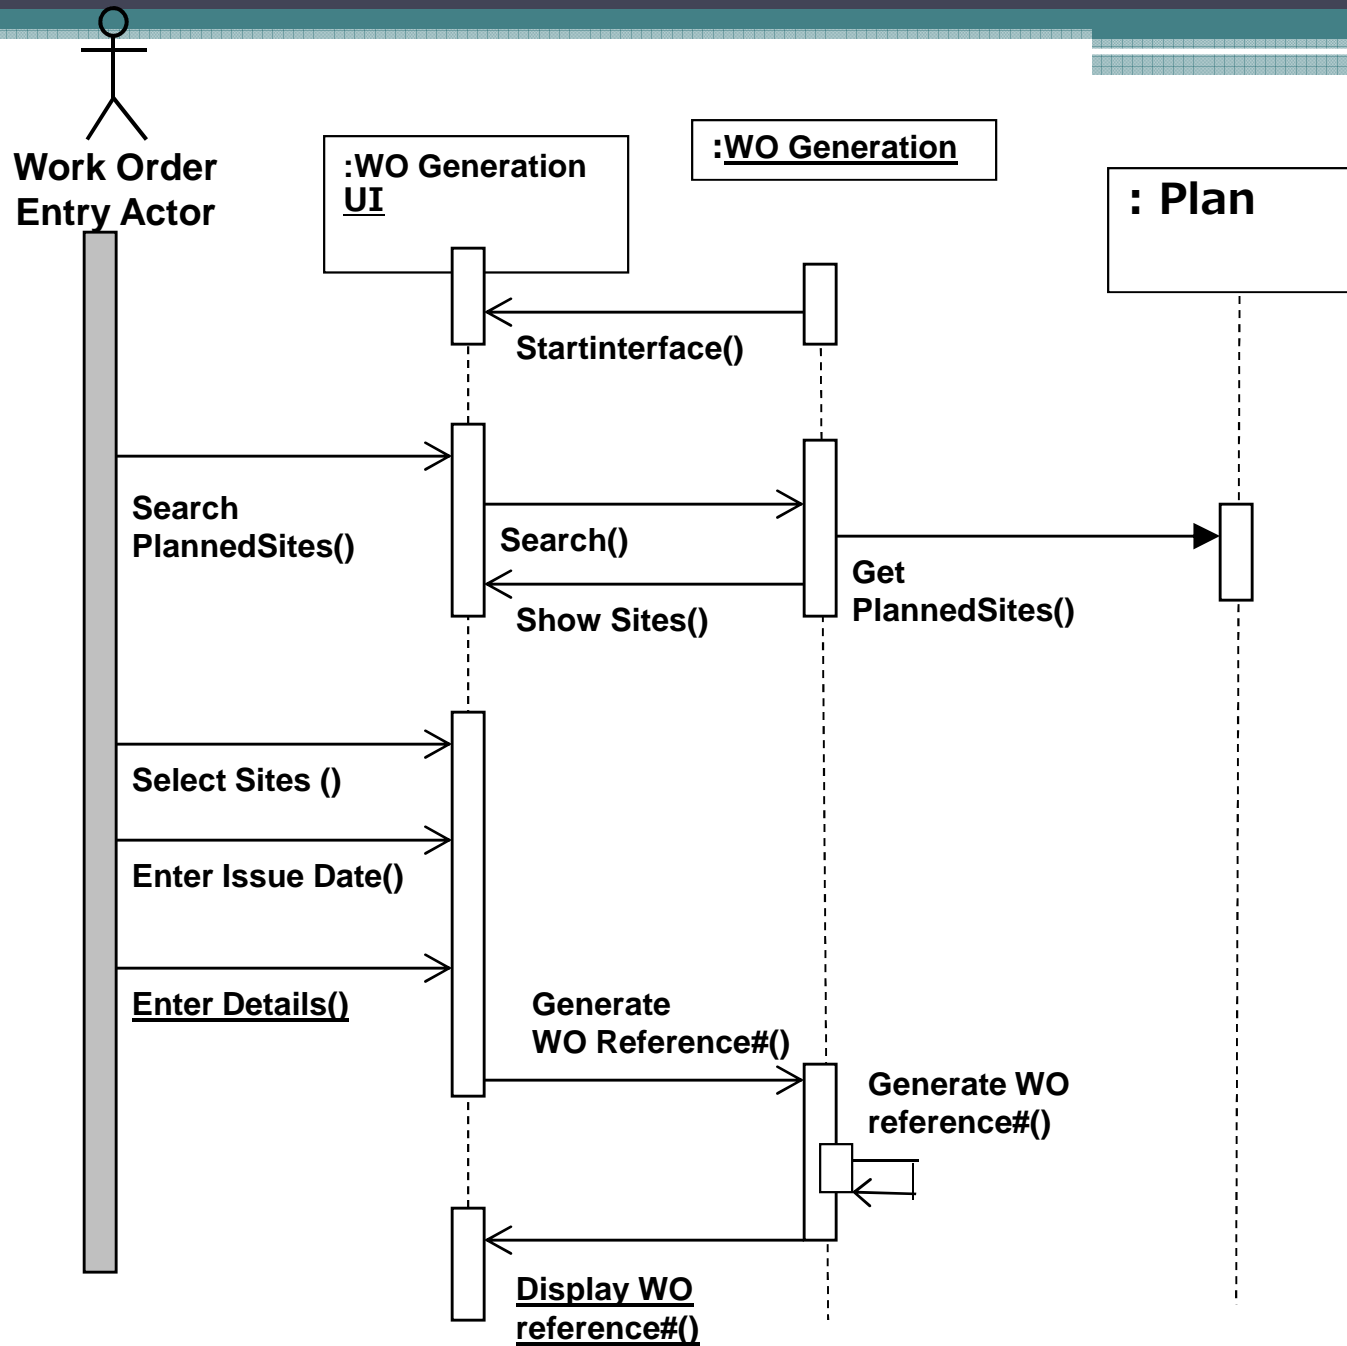 Work Order
Entry Actor
:WO Generation
UI
:WO Generation
: Plan
Startinterface()
Search
PlannedSites()
Search()
Get
PlannedSites()
Show Sites()
Select Sites ()
Enter Issue Date()
Enter Details()
Generate
WO Reference#()
Generate WO
reference#()
Display WO
reference#()